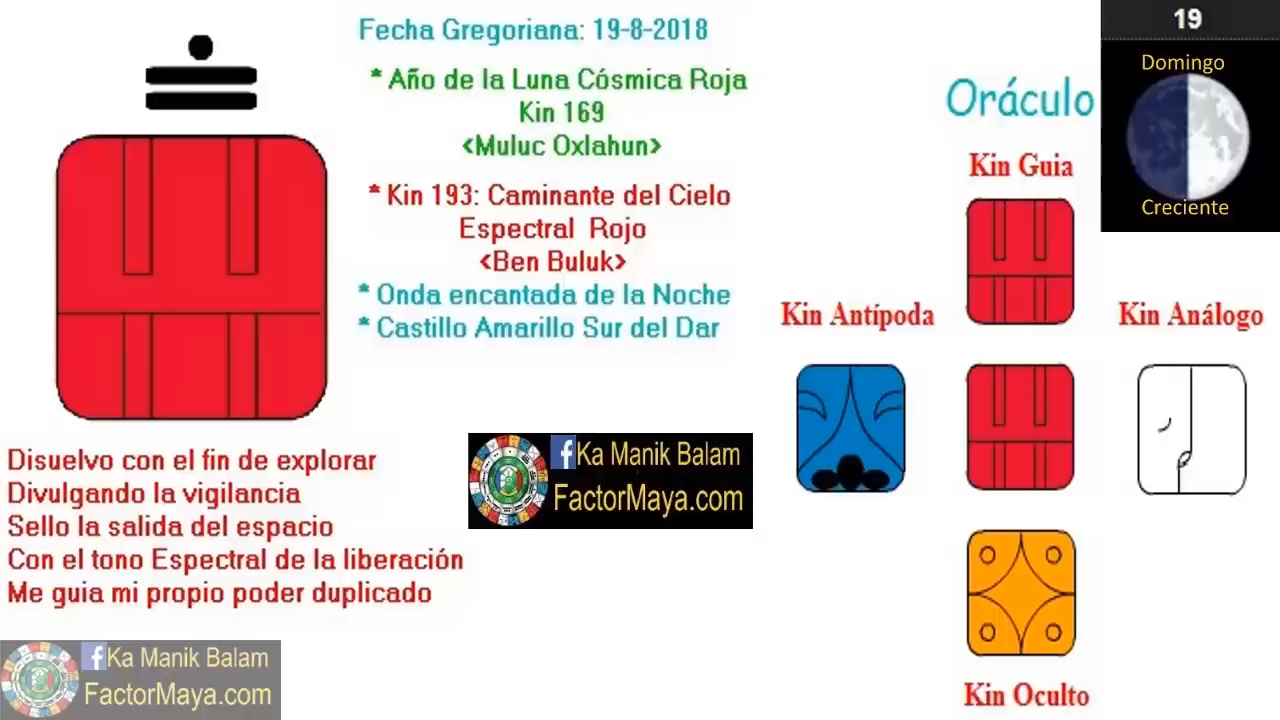 Fecha Gregoriana: 19-8-2018
* Año de la Luna Cósmica Roja
Kin 169
<Muluc Oxlahun>
* Kin 193: Caminante del Cielo
Espectral Rojo
<Ben Buluk>
* Onda encantada de la Noche
* Castillo Amarillo Sur del Dar
Disuelvo con el fin de explorar
Divulgando la vigilancia
Sello la salida del espacio
Con el tono Espectral de la liberación
Me guia mi propio poder duplicado
f Ka Manik Balam
FactorMaya.com
f Ka Manik Balam
FactorMaya.com
Oráculo
Kin Guia
Kin Antípoda
Kin Análogo
Kin Oculto
19
Domingo
Creciente